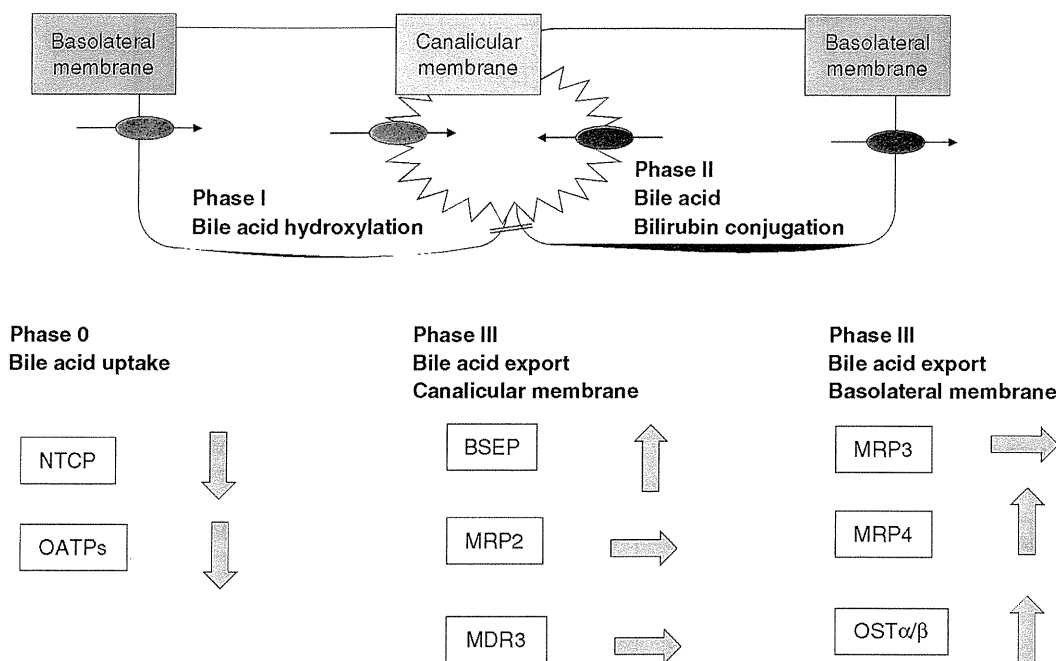 Basolateral
membrane
Canalicular
membrane
Basolateral
membrane
Phase I
Bile acid hydroxylation
Phase II
Bile acid
Bilirubin conjugation
Phase 0
Bile acid uptake
NTCP
OATPs
Phase III
Bile acid export
Canalicular membrane
BSEP
MRP2
MDR3
Phase III
Bile acid export
Basolateral membrane
MRP3
MRP4
OSTα/β